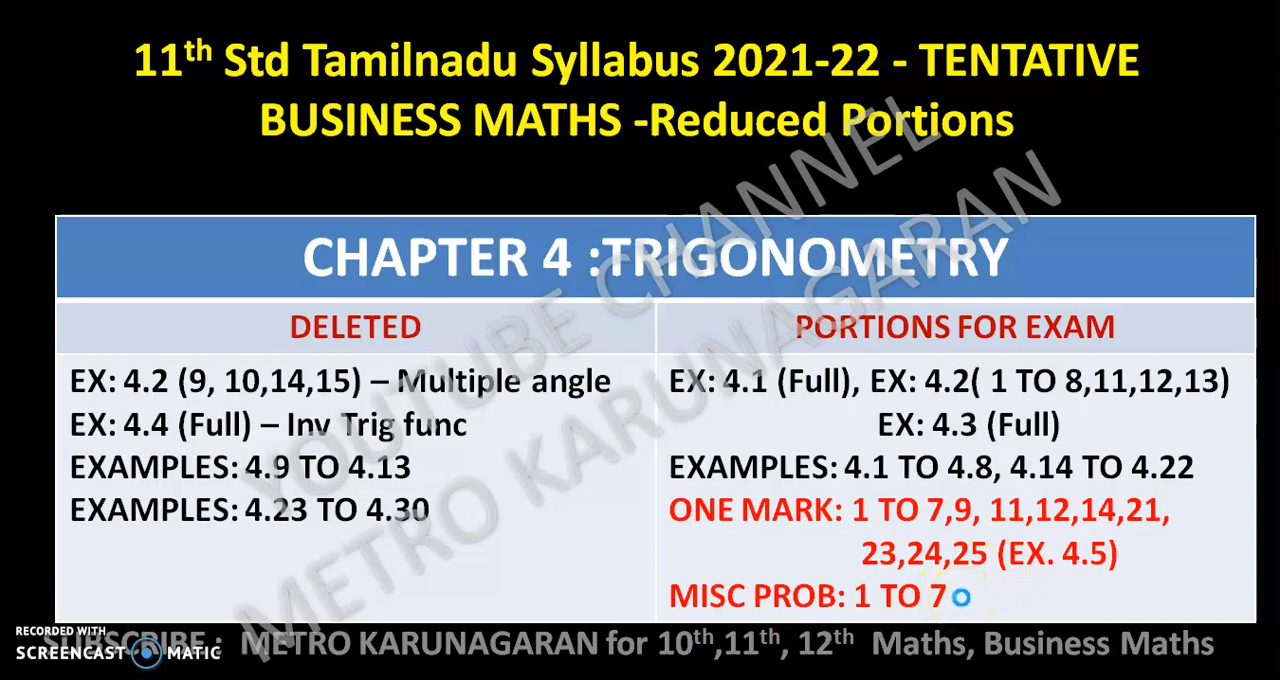 11th Std Tamilnadu Syllabus 2021-22 - TENTATIVE
BUSINESS MATHS -Reduced Portions
CHAPTER 4 :TRIGONOMETRY
DELETED
PORTIONS FOR EXAM
EX: 4.2 (9, 10,14,15) – Multiple angle
EX: 4.4 (Full) – Inv Trig func
EXAMPLES: 4.9 TO 4.13
EXAMPLES: 4.23 TO 4.30
EX: 4.1 (Full), EX: 4.2( 1 TO 8,11,12,13)
EX: 4.3 (Full)
EXAMPLES: 4.1 TO 4.8, 4.14 TO 4.22
ONE MARK: 1 TO 7,9, 11,12,14,21,
23,24,25 (EX. 4.5)
MISC PROB: 1 TO 7
YOUTUBE CHANNEL
METRO KARUNAGARAN
SUBSCRIBE : METRO KARUNAGARAN for 10th,11th, 12th Maths, Business Maths
RECORDED WITH
SCREENCAST MATIC